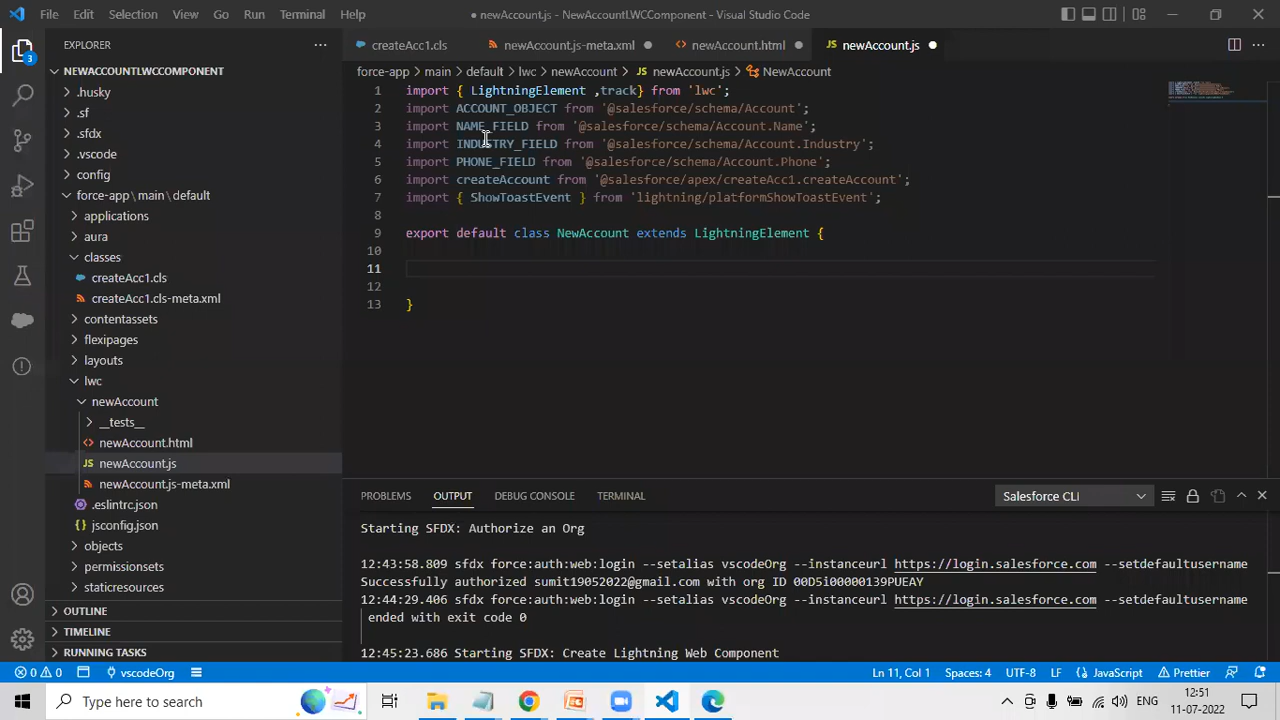 File Edit Selection View Go Run Terminal Help
newAccount.js - NewAccountLWCComponent - Visual Studio Code
EXPLORER
createAcc1.cls newAccount.js-meta.xml newAccount.html newAccount.js
3
NEWACCOUNTLWCCOMPONENT
.husky
.sf
.sfdx
.vscode
config
force-app\main\default
applications
aura
classes
createAcc1.cls
createAcc1.cls-meta.xml
contentassets
flexipages
layouts
lwc
newAccount
__tests__
newAccount.html
newAccount.js
newAccount.js-meta.xml
.eslintrc.json
jsconfig.json
objects
permissionsets
staticresources
OUTLINE
TIMELINE
RUNNING TASKS
force-app > main > default > lwc > newAccount > newAccount.js > NewAccount
1 import { LightningElement ,track} from 'lwc';
2 import ACCOUNT_OBJECT from '@salesforce/schema/Account';
3 import NAME_FIELD from '@salesforce/schema/Account.Name';
4 import INDUSTRY_FIELD from '@salesforce/schema/Account.Industry';
5 import PHONE_FIELD from '@salesforce/schema/Account.Phone';
6 import createAccount from '@salesforce/apex/createAcc1.createAccount';
7 import { ShowToastEvent } from 'lightning/platformShowToastEvent';
8
9 export default class NewAccount extends LightningElement {
10
11
12
13 }
PROBLEMS OUTPUT DEBUG CONSOLE TERMINAL Salesforce CLI
Starting SFDX: Authorize an Org
12:43:58.809 sfdx force:auth:web:login --setalias vscodeOrg --instanceurl https://login.salesforce.com --setdefaultusername
Successfully authorized sumit19052022@gmail.com with org ID 00D5i00000139PUEAY
12:44:29.406 sfdx force:auth:web:login --setalias vscodeOrg --instanceurl https://login.salesforce.com --setdefaultusername
ended with exit code 0
12:45:23.686 Starting SFDX: Create Lightning Web Component
0 0 vscodeOrg Ln 11, Col 1 Spaces: 4 UTF-8 LF {} JavaScript Prettier
Type here to search
ENG
12:51
11-07-2022